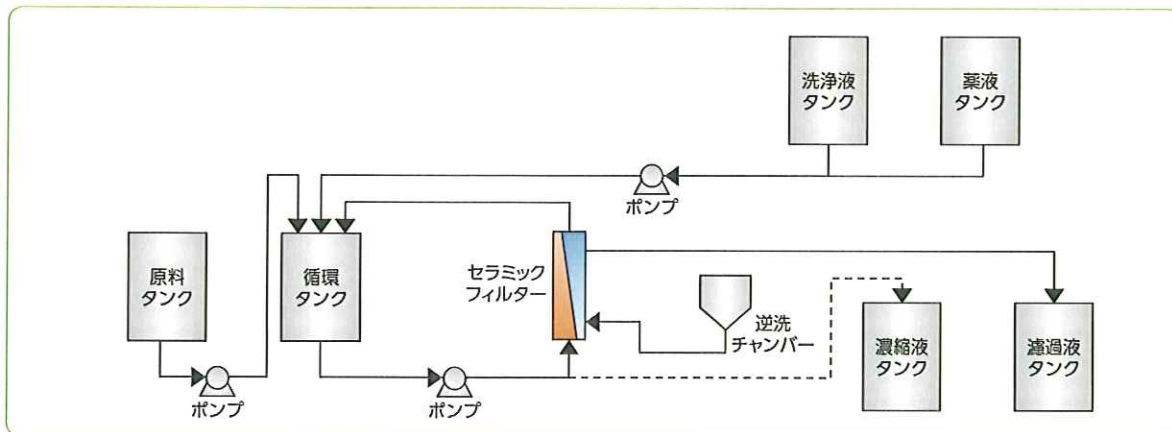 洗浄液
タンク
薬液
タンク
ポンプ
原料
タンク
循環
タンク
セラミック
フィルター
逆洗
チャンバー
濃縮液
タンク
濾過液
タンク
ポンプ
ポンプ